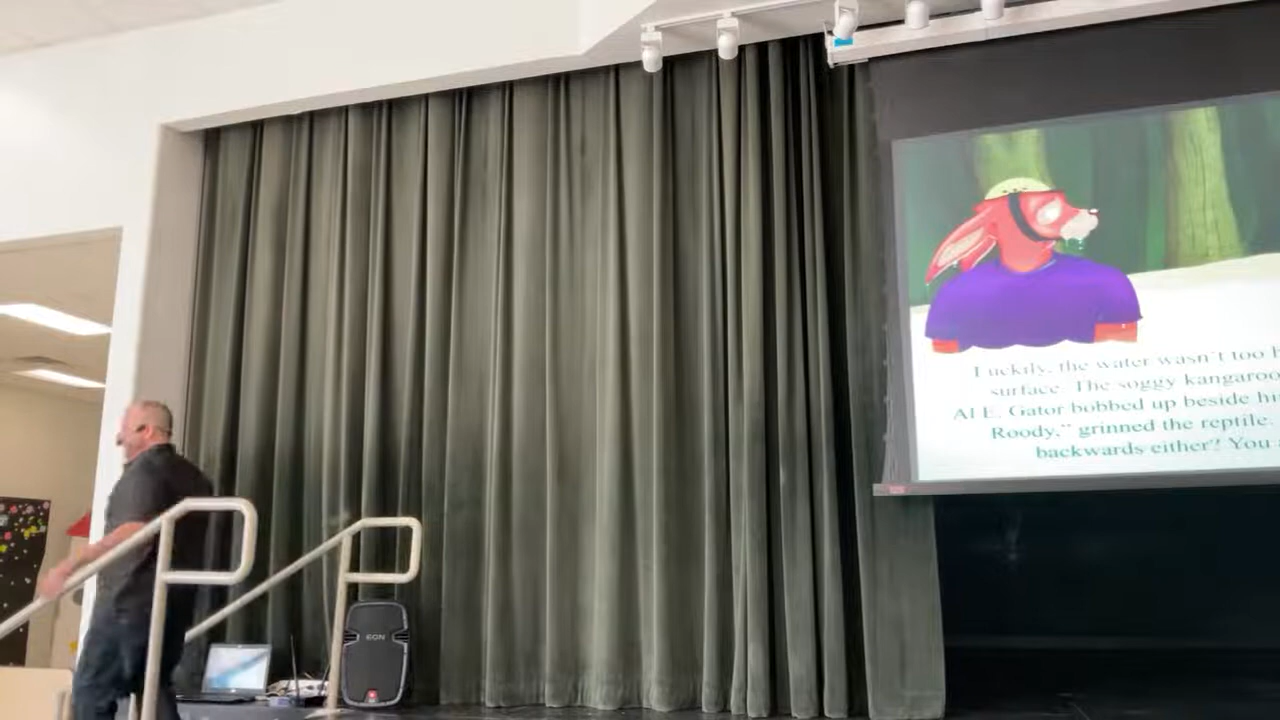 Luckily, the water wasn't too
surface. The soggy kangaroo
Al E. Gator bobbed up beside
Roody," grinned the reptile.
backwards either? You
EON